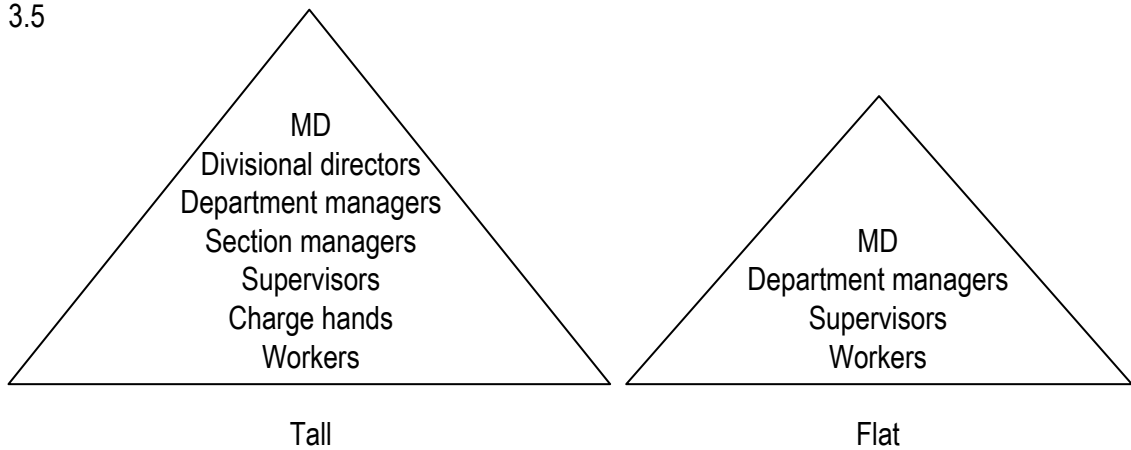 3.5
MD
Divisional directors
Department managers
Section managers
Supervisors
Charge hands
Workers
Tall
MD
Department managers
Supervisors
Workers
Flat